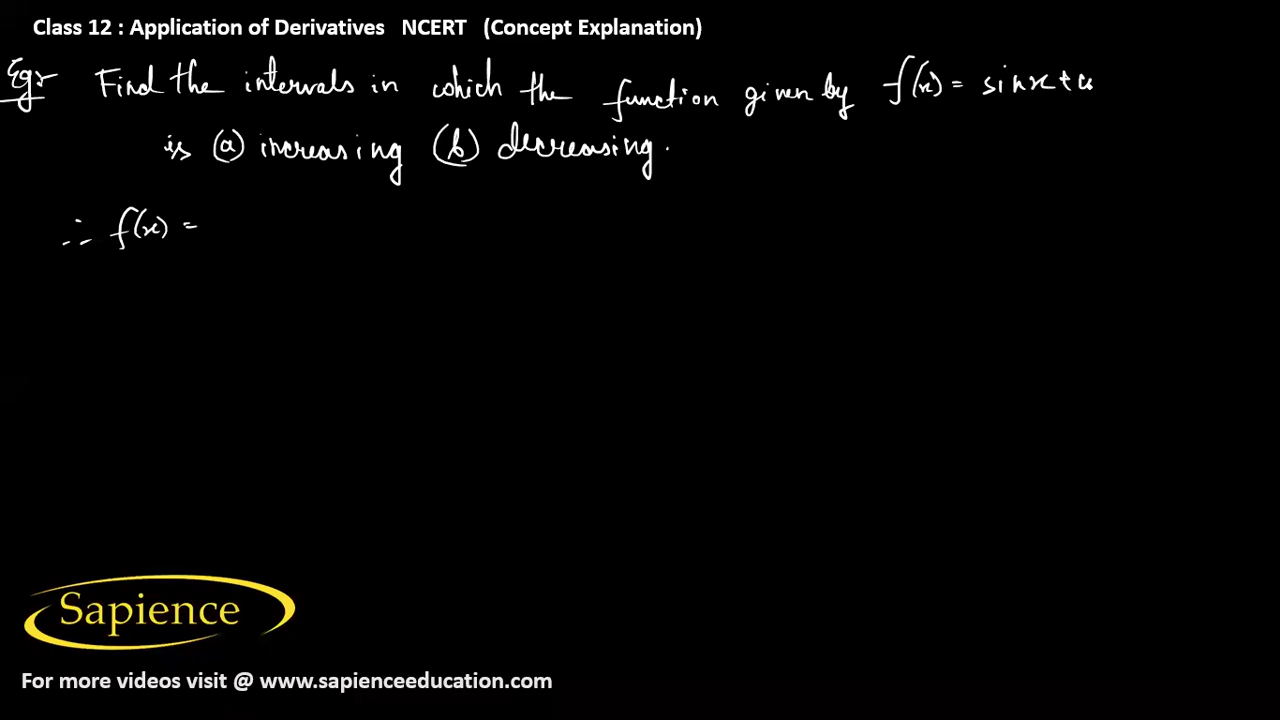 Class 12 : Application of Derivatives NCERT (Concept Explanation)
Eg:- Find the intervals in which the function given by f(x) = sinx +
is (a) increasing (b) decreasing.
∴ f(x) =
Sapience
For more videos visit @ www.sapienceeducation.com